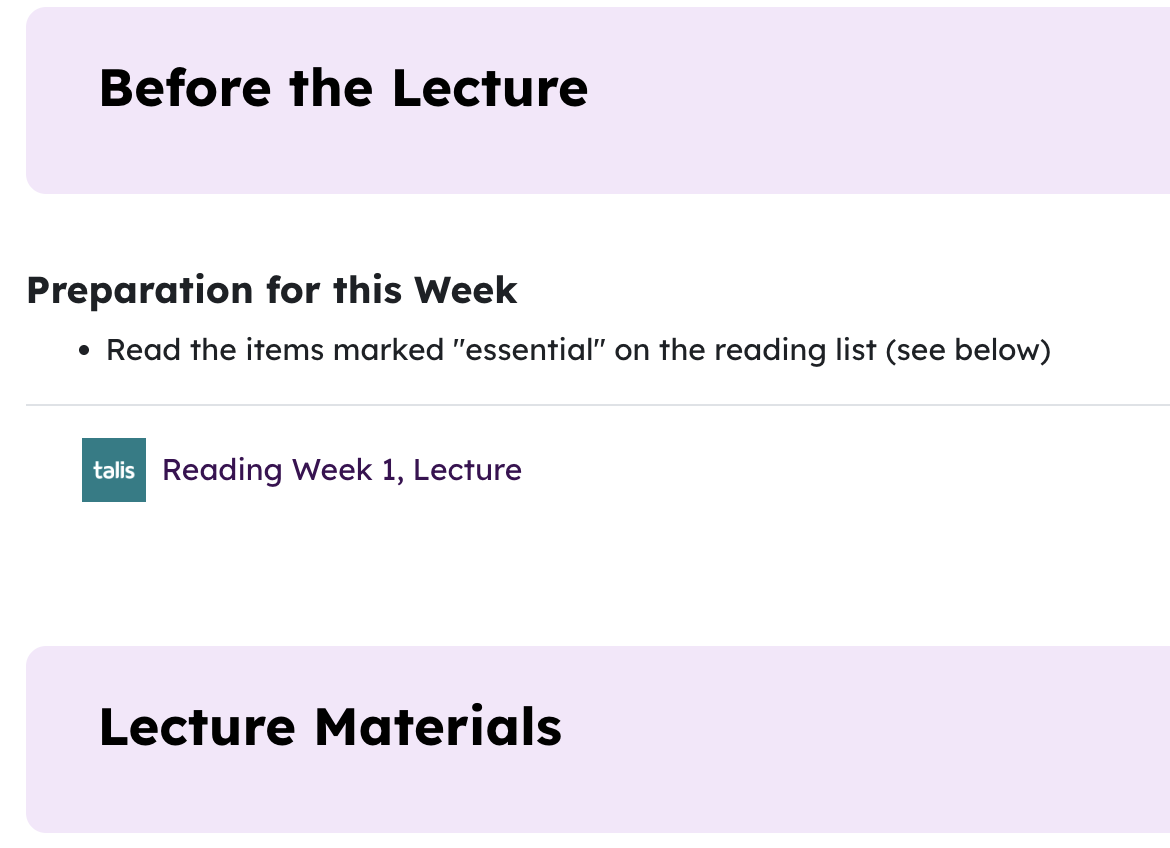 Before the Lecture
Preparation for this Week
• Read the items marked "essential" on the reading list (see below)
talis Reading Week 1, Lecture
Lecture Materials